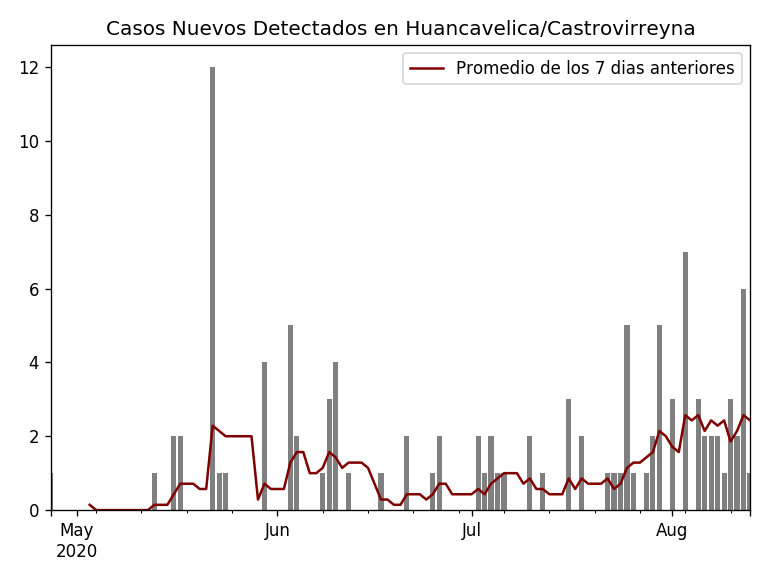 Casos Nuevos Detectados en Huancavelica/Castrovirreyna
Promedio de los 7 dias anteriores
12
10
8
6
4
2
0
May
2020
Jun
Jul
Aug